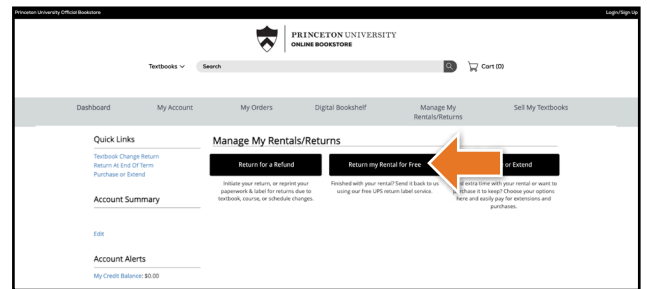 Princeton University Official Bookstore
Login/Sign Up
PRINCETON UNIVERSITY
ONLINE BOOKSTORE
Textbooks
Search
Cart (0)
Dashboard
My Account
My Orders
Digital Bookshelf
Manage My
Rentals/Returns
Sell My Textbooks
Quick Links
Textbook Change Return
Return At End Of Term
Purchase or Extend
Account Summary
Edit
Account Alerts
My Credit Balance: $0.00
Manage My Rentals/Returns
Return for a Refund
Initiate your return, or reprint your
paperwork & label for returns due to
textbook, course, or schedule changes.
Return my Rental for Free
Finished with your rental? Send it back to us
using our free UPS return label service.
or Extend
extra time with your rental or want to
it to keep? Choose your options
here and easily pay for extensions and
purchases.